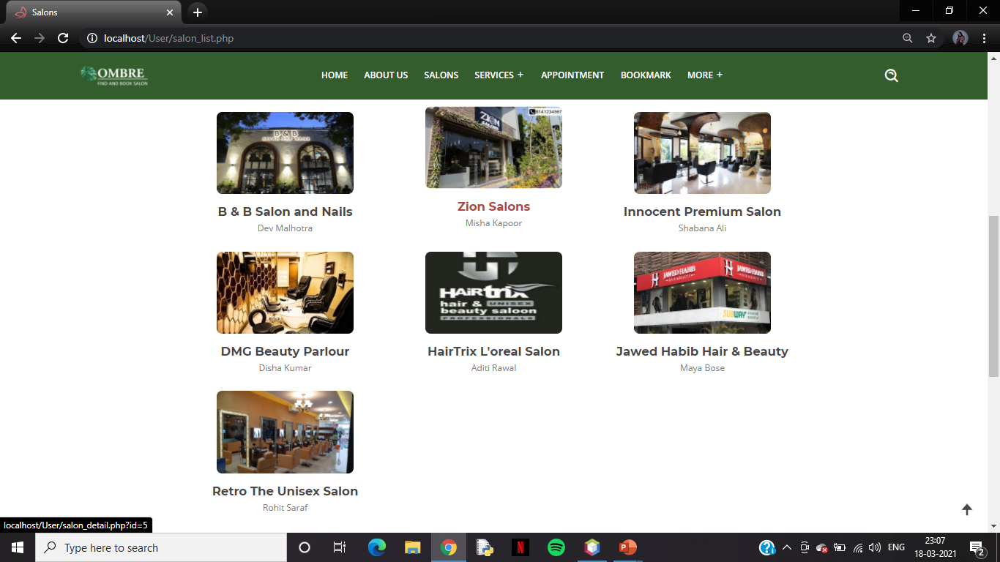 Salons
localhost/User/salon_list.php
OMBRE
FIND AND BOOK SALON
HOME
ABOUT US
SALONS
SERVICES +
APPOINTMENT
BOOKMARK
MORE +
B & B
ZION
SALON
8141234567
B & B Salon and Nails
Dev Malhotra
Zion Salons
Misha Kapoor
Innocent Premium Salon
Shabana Ali
HAIRTRIX
hair & UNISEX
beauty saloon
PROFESSIONALS
JAWED HABIB
JAWED HABIB
SUBWAY
DMG Beauty Parlour
Disha Kumar
HairTrix L'oreal Salon
Aditi Rawal
Jawed Habib Hair & Beauty
Maya Bose
Retro The Unisex Salon
Rohit Saraf
localhost/User/salon_detail.php?id=5
Type here to search
ENG
23:07
18-03-2021
2